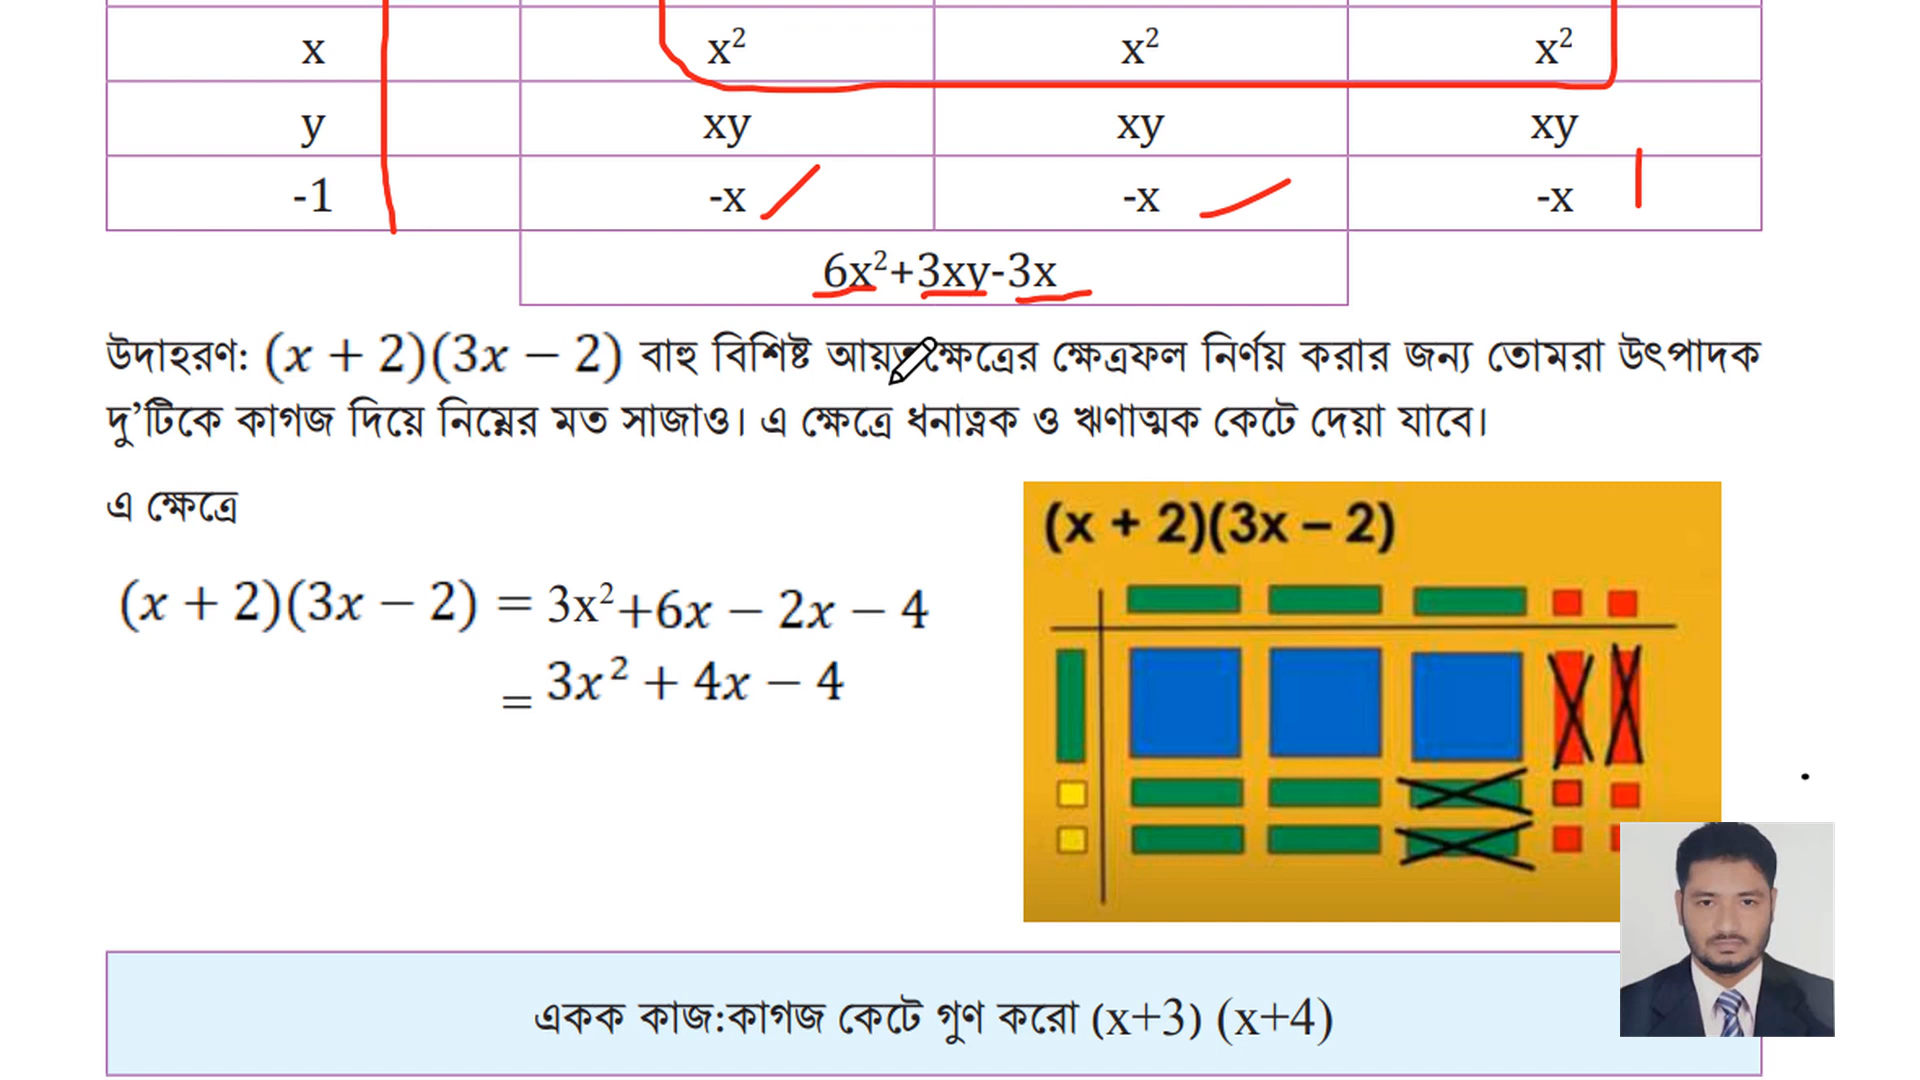 x x² x² x²
y xy xy xy
-1 -x -x -x
6x²+3xy-3x
উদাহরণ: (x + 2)(3x − 2) বাহু বিশিষ্ট আয়তক্ষেত্রের ক্ষেত্রফল নির্ণয় করার জন্য তোমরা উৎপাদক
দু’টিকে কাগজ দিয়ে নিম্নের মত সাজাও। এ ক্ষেত্রে ধনাত্নক ও ঋণাত্মক কেটে দেয়া যাবে।
এ ক্ষেত্রে
(x + 2)(3x − 2) = 3x²+6x − 2x − 4
= 3x² + 4x − 4
(x + 2)(3x – 2)
একক কাজ:কাগজ কেটে গুণ করো (x+3) (x+4)